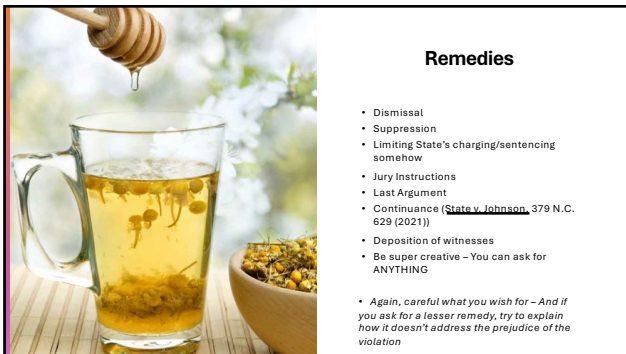 Remedies
• Dismissal
• Suppression
• Limiting State's charging/sentencing
somehow
• Jury Instructions
• Last Argument
• Continuance (State v. Johnson, 379 N.C.
629 (2021))
• Deposition of witnesses
• Be super creative – You can ask for
ANYTHING
• Again, careful what you wish for – And if
you ask for a lesser remedy, try to explain
how it doesn't address the prejudice of the
violation